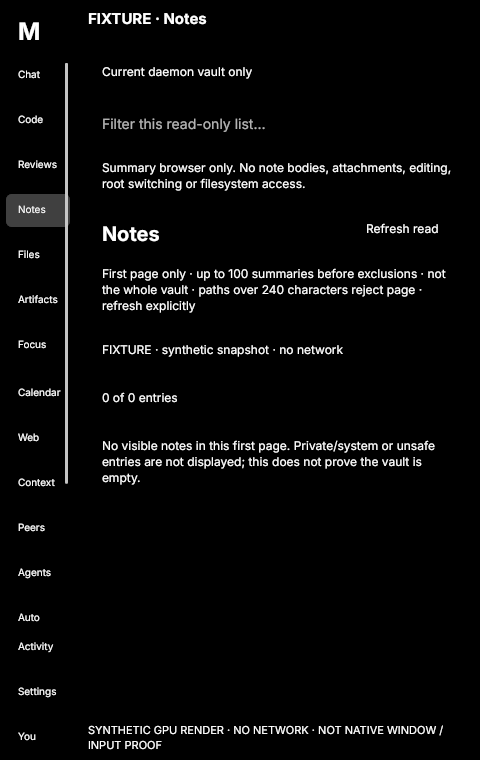 M
FIXTURE · Notes
Chat
Code
Reviews
Notes
Files
Artifacts
Focus
Calendar
Web
Context
Peers
Agents
Auto
Activity
Settings
You
Current daemon vault only
Filter this read-only list...
Summary browser only. No note bodies, attachments, editing,
root switching or filesystem access.
Notes
Refresh read
First page only · up to 100 summaries before exclusions · not
the whole vault · paths over 240 characters reject page ·
refresh explicitly
FIXTURE · synthetic snapshot · no network
0 of 0 entries
No visible notes in this first page. Private/system or unsafe
entries are not displayed; this does not prove the vault is
empty.
SYNTHETIC GPU RENDER · NO NETWORK · NOT NATIVE WINDOW /
INPUT PROOF